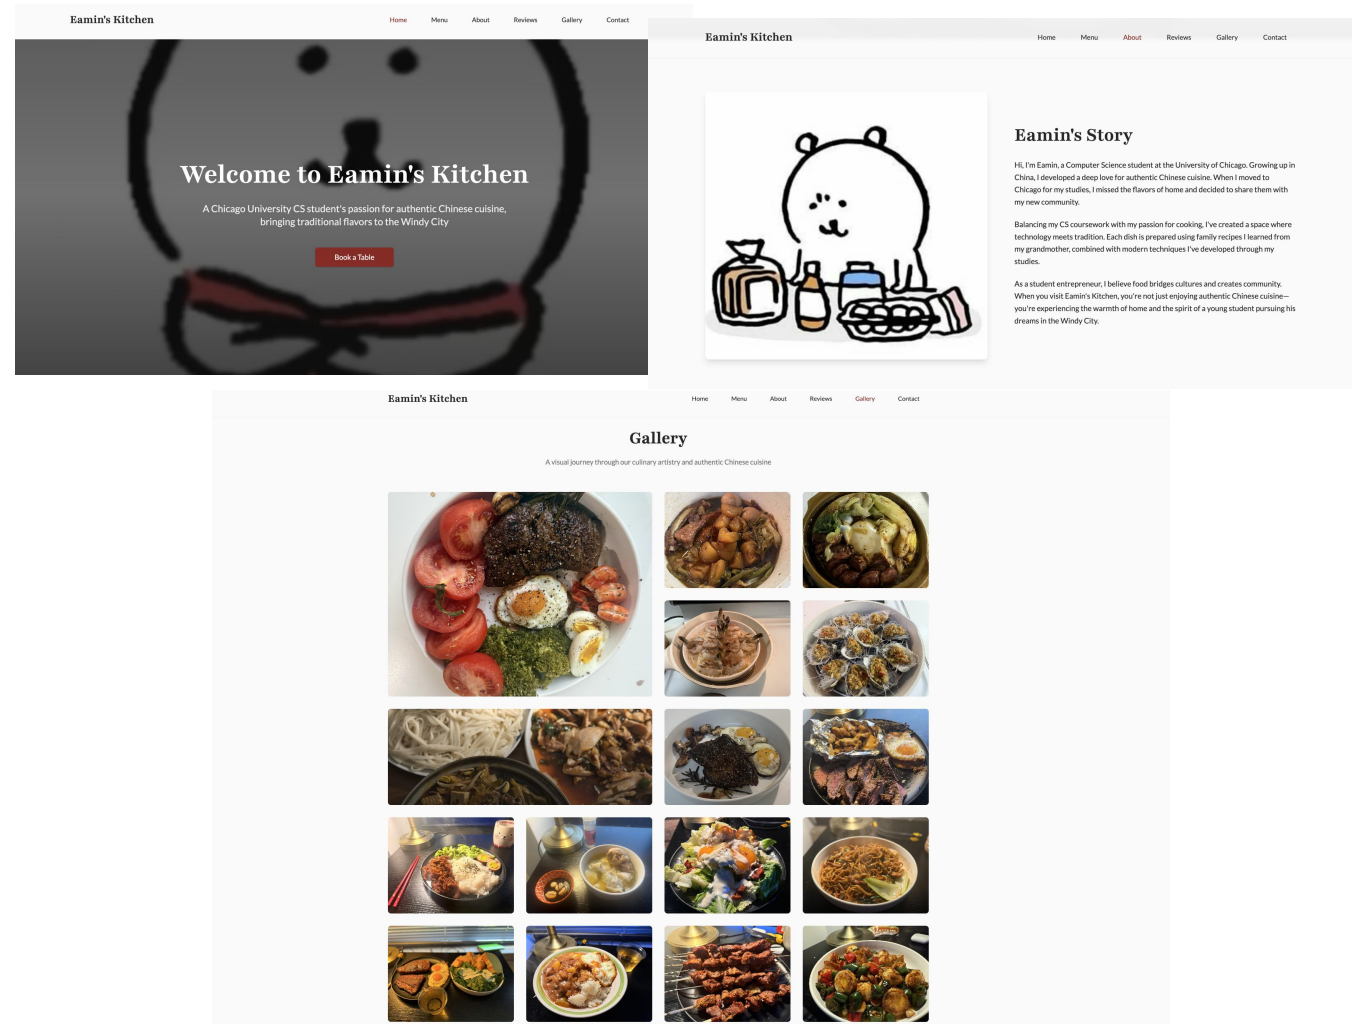 Eamin's Kitchen
Home Menu About Reviews Gallery Contact
Welcome to Eamin's Kitchen
A Chicago University CS student's passion for authentic Chinese cuisine,
bringing traditional flavors to the Windy City
Book a Table
Eamin's Kitchen
Home Menu About Reviews Gallery Contact
Eamin's Story
Hi, I'm Eamin, a Computer Science student at the University of Chicago. Growing up in
China, I developed a deep love for authentic Chinese cuisine. When I moved to
Chicago for my studies, I missed the flavors of home and decided to share them with
my new community.
Balancing my CS coursework with my passion for cooking, I've created a space where
technology meets tradition. Each dish is prepared using family recipes I learned from
my grandmother, combined with modern techniques I've developed through my
studies.
As a student entrepreneur, I believe food bridges cultures and creates community.
When you visit Eamin's Kitchen, you're not just enjoying authentic Chinese cuisine—
you're experiencing the warmth of home and the spirit of a young student pursuing his
dreams in the Windy City.
Eamin's Kitchen
Home Menu About Reviews Gallery Contact
Gallery
A visual journey through our culinary artistry and authentic Chinese cuisine